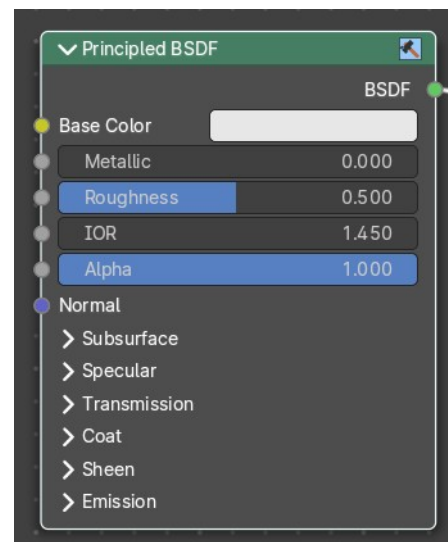 Principled BSDF
BSDF
Base Color
Metallic 0.000
Roughness 0.500
IOR 1.450
Alpha 1.000
Normal
Subsurface
Specular
Transmission
Coat
Sheen
Emission